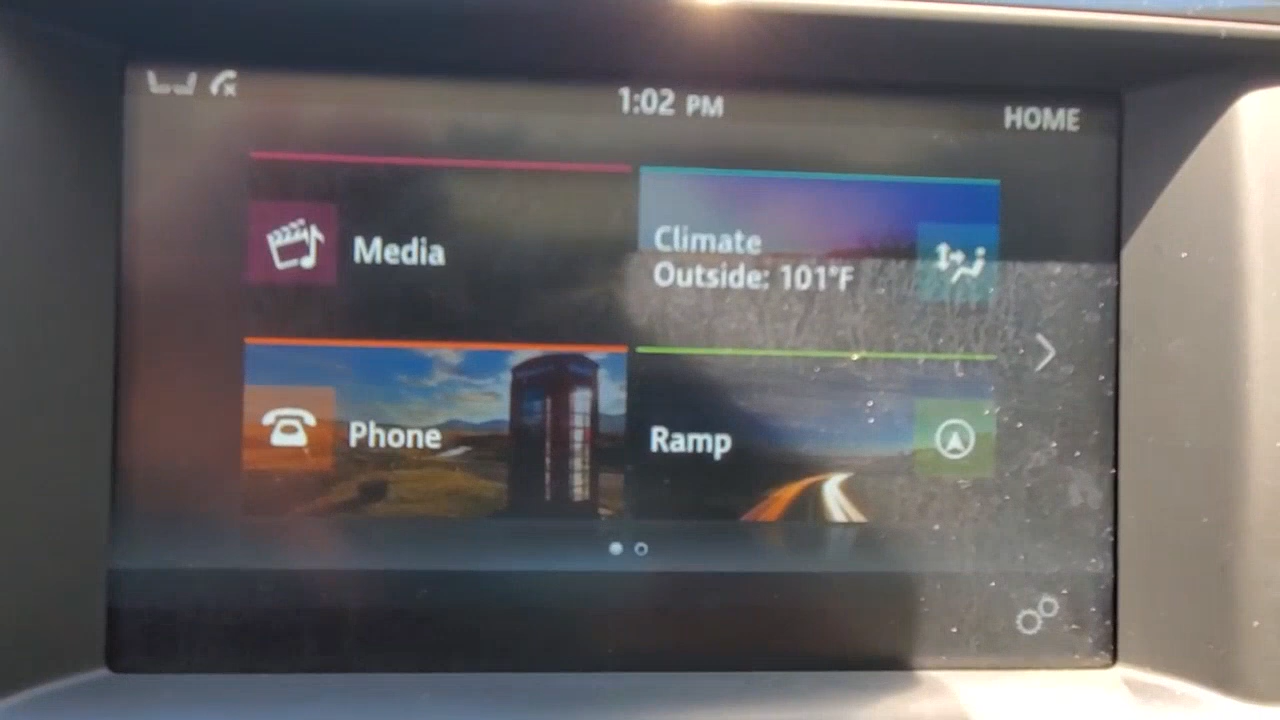 1:02 PM
HOME
Media
Climate
Outside: 101°F
Phone
Ramp